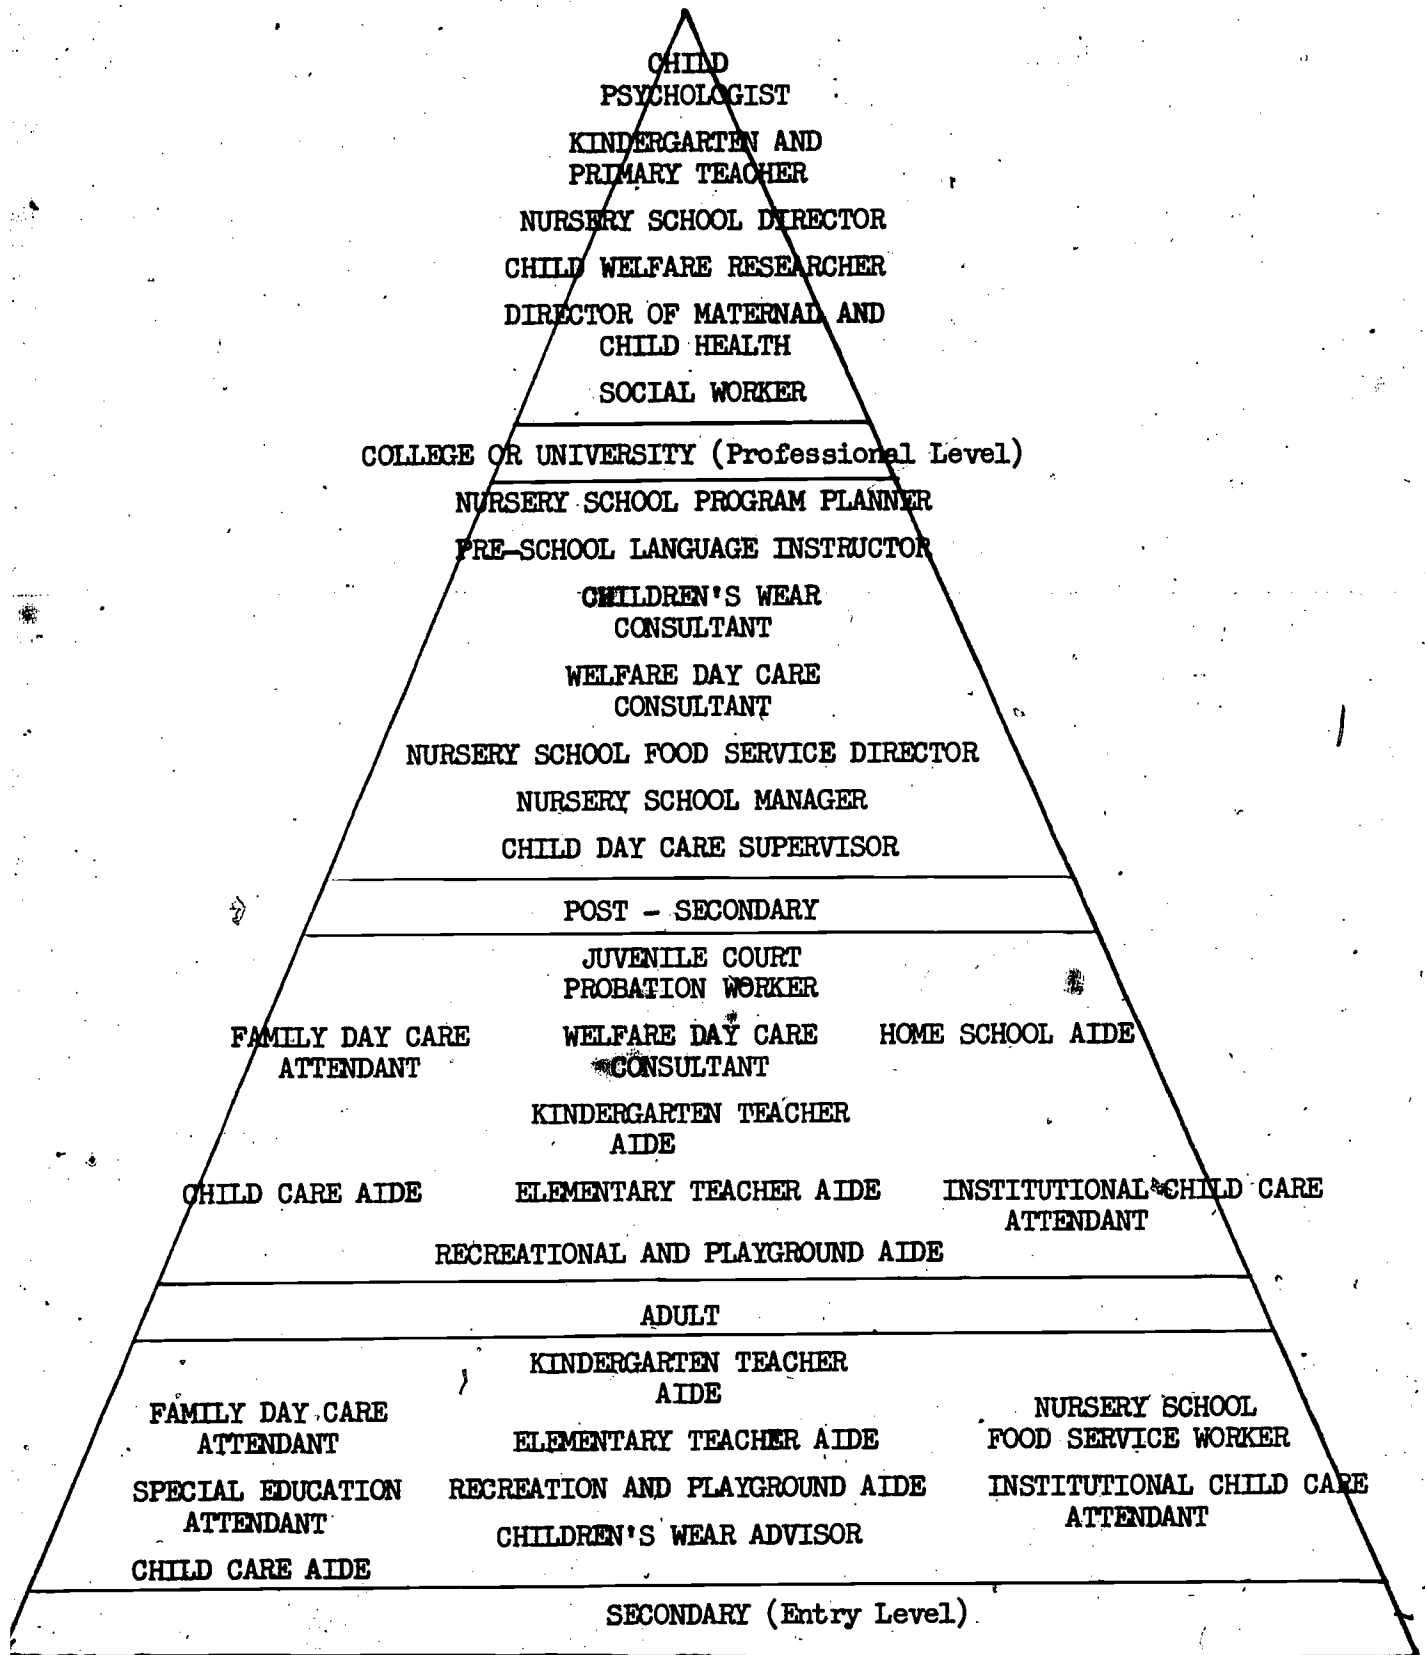 CHILD
PSYCHOLOGIST
KINDERGARTEN AND
PRIMARY TEACHER
NURSERY SCHOOL DIRECTOR
CHILD WELFARE RESEARCHER
DIRECTOR OF MATERNAL AND
CHILD HEALTH
SOCIAL WORKER
COLLEGE OR UNIVERSITY (Professional Level)
NURSERY SCHOOL PROGRAM PLANNER
PRE-SCHOOL LANGUAGE INSTRUCTOR
CHILDREN'S WEAR
CONSULTANT
WELFARE DAY CARE
CONSULTANT
NURSERY SCHOOL FOOD SERVICE DIRECTOR
NURSERY SCHOOL MANAGER
CHILD DAY CARE SUPERVISOR
POST - SECONDARY
JUVENILE COURT
PROBATION WORKER
FAMILY DAY CARE
ATTENDANT
WELFARE DAY CARE
CONSULTANT
HOME SCHOOL AIDE
KINDERGARTEN TEACHER
AIDE
CHILD CARE AIDE
ELEMENTARY TEACHER AIDE
INSTITUTIONAL CHILD CARE
ATTENDANT
RECREATIONAL AND PLAYGROUND AIDE
ADULT
KINDERGARTEN TEACHER
AIDE
FAMILY DAY CARE
ATTENDANT
ELEMENTARY TEACHER AIDE
NURSERY SCHOOL
FOOD SERVICE WORKER
SPECIAL EDUCATION
ATTENDANT
RECREATION AND PLAYGROUND AIDE
INSTITUTIONAL CHILD CARE
ATTENDANT
CHILDREN'S WEAR ADVISOR
CHILD CARE AIDE
SECONDARY (Entry Level)